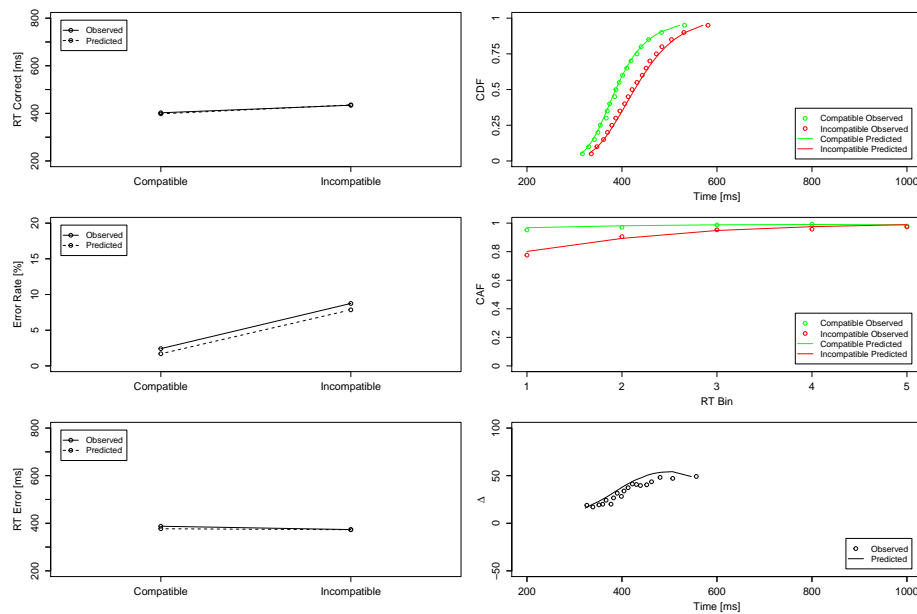 RT Correct [ms]
800
600
400
200
Observed
Predicted
Compatible
Incompatible
CDF
1
0.75
0.5
0.25
0
Compatible Observed
Incompatible Observed
Compatible Predicted
Incompatible Predicted
200
400
600
800
1000
Time [ms]
Error Rate [%]
20
15
10
5
0
Observed
Predicted
Compatible
Incompatible
CAF
1
0.8
0.6
0.4
0.2
0
Compatible Observed
Incompatible Observed
Compatible Predicted
Incompatible Predicted
1
2
3
4
5
RT Bin
RT Error [ms]
800
600
400
200
Observed
Predicted
Compatible
Incompatible
Δ
100
50
0
−50
Observed
Predicted
200
400
600
800
1000
Time [ms]